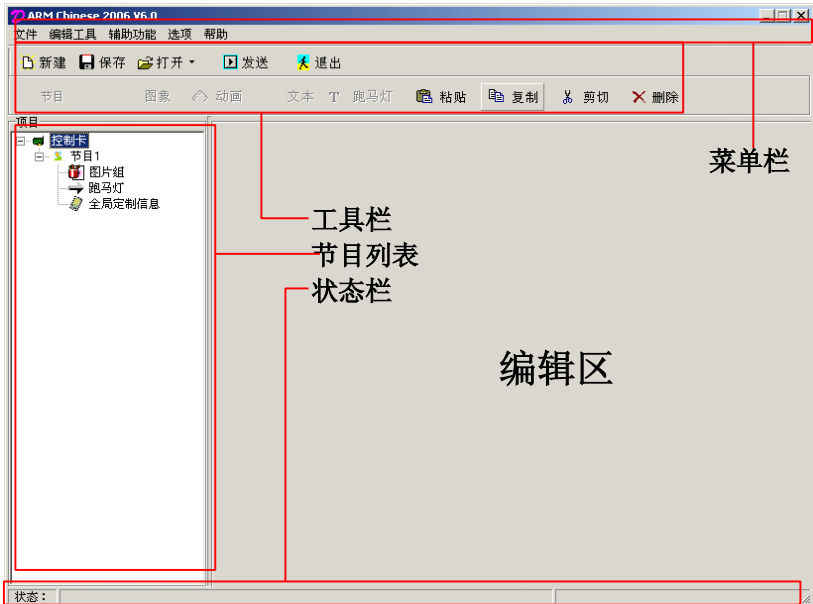 ARM Chinese 2006 V6.0
文件 编辑工具 辅助功能 选项 帮助
新建 保存 打开 发送 退出
节目 图象 动画 文本 T 跑马灯 粘贴 复制 剪切 删除
项目
控制卡
节目1
图片组
跑马灯
全局定制信息
菜单栏
工具栏
节目列表
状态栏
编辑区
状态：